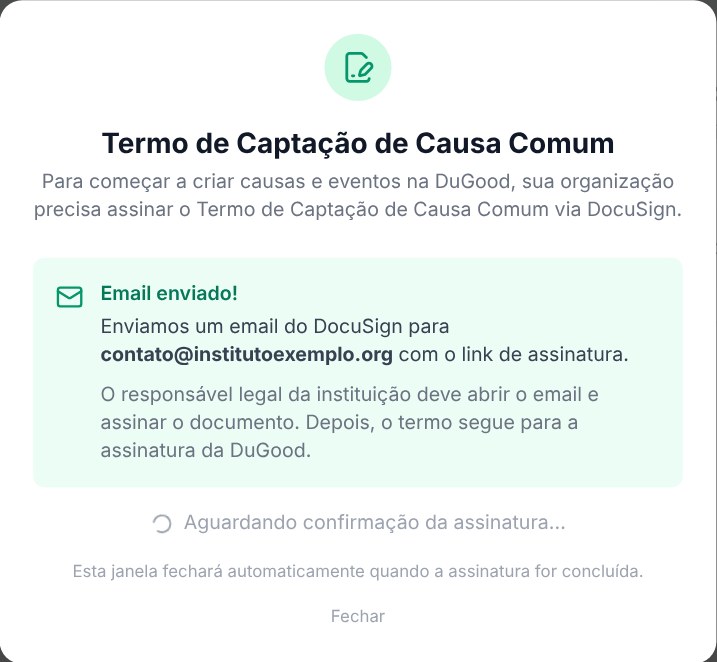 Termo de Captação de Causa Comum
Para começar a criar causas e eventos na DuGood, sua organização
precisa assinar o Termo de Captação de Causa Comum via DocuSign.
Email enviado!
Enviamos um email do DocuSign para
contato@institutoexemplo.org com o link de assinatura.
O responsável legal da instituição deve abrir o email e
assinar o documento. Depois, o termo segue para a
assinatura da DuGood.
Aguardando confirmação da assinatura...
Esta janela fechará automaticamente quando a assinatura for concluída.
Fechar